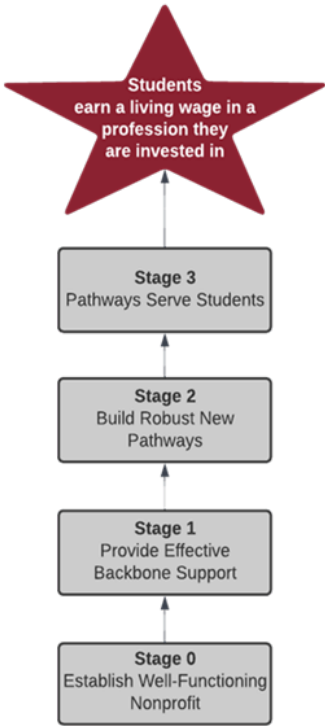 Students
earn a living wage in a
profession they
are invested in
Stage 3
Pathways Serve Students
Stage 2
Build Robust New
Pathways
Stage 1
Provide Effective
Backbone Support
Stage 0
Establish Well-Functioning
Nonprofit